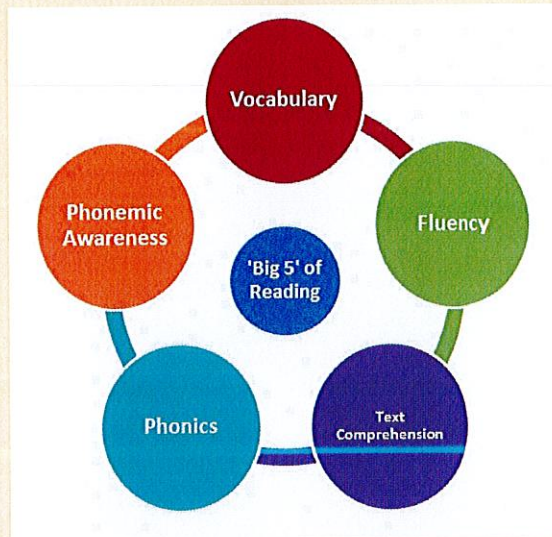 Vocabulary
Phonemic
Awareness
Fluency
'Big 5' of
Reading
Phonics
Text
Comprehension